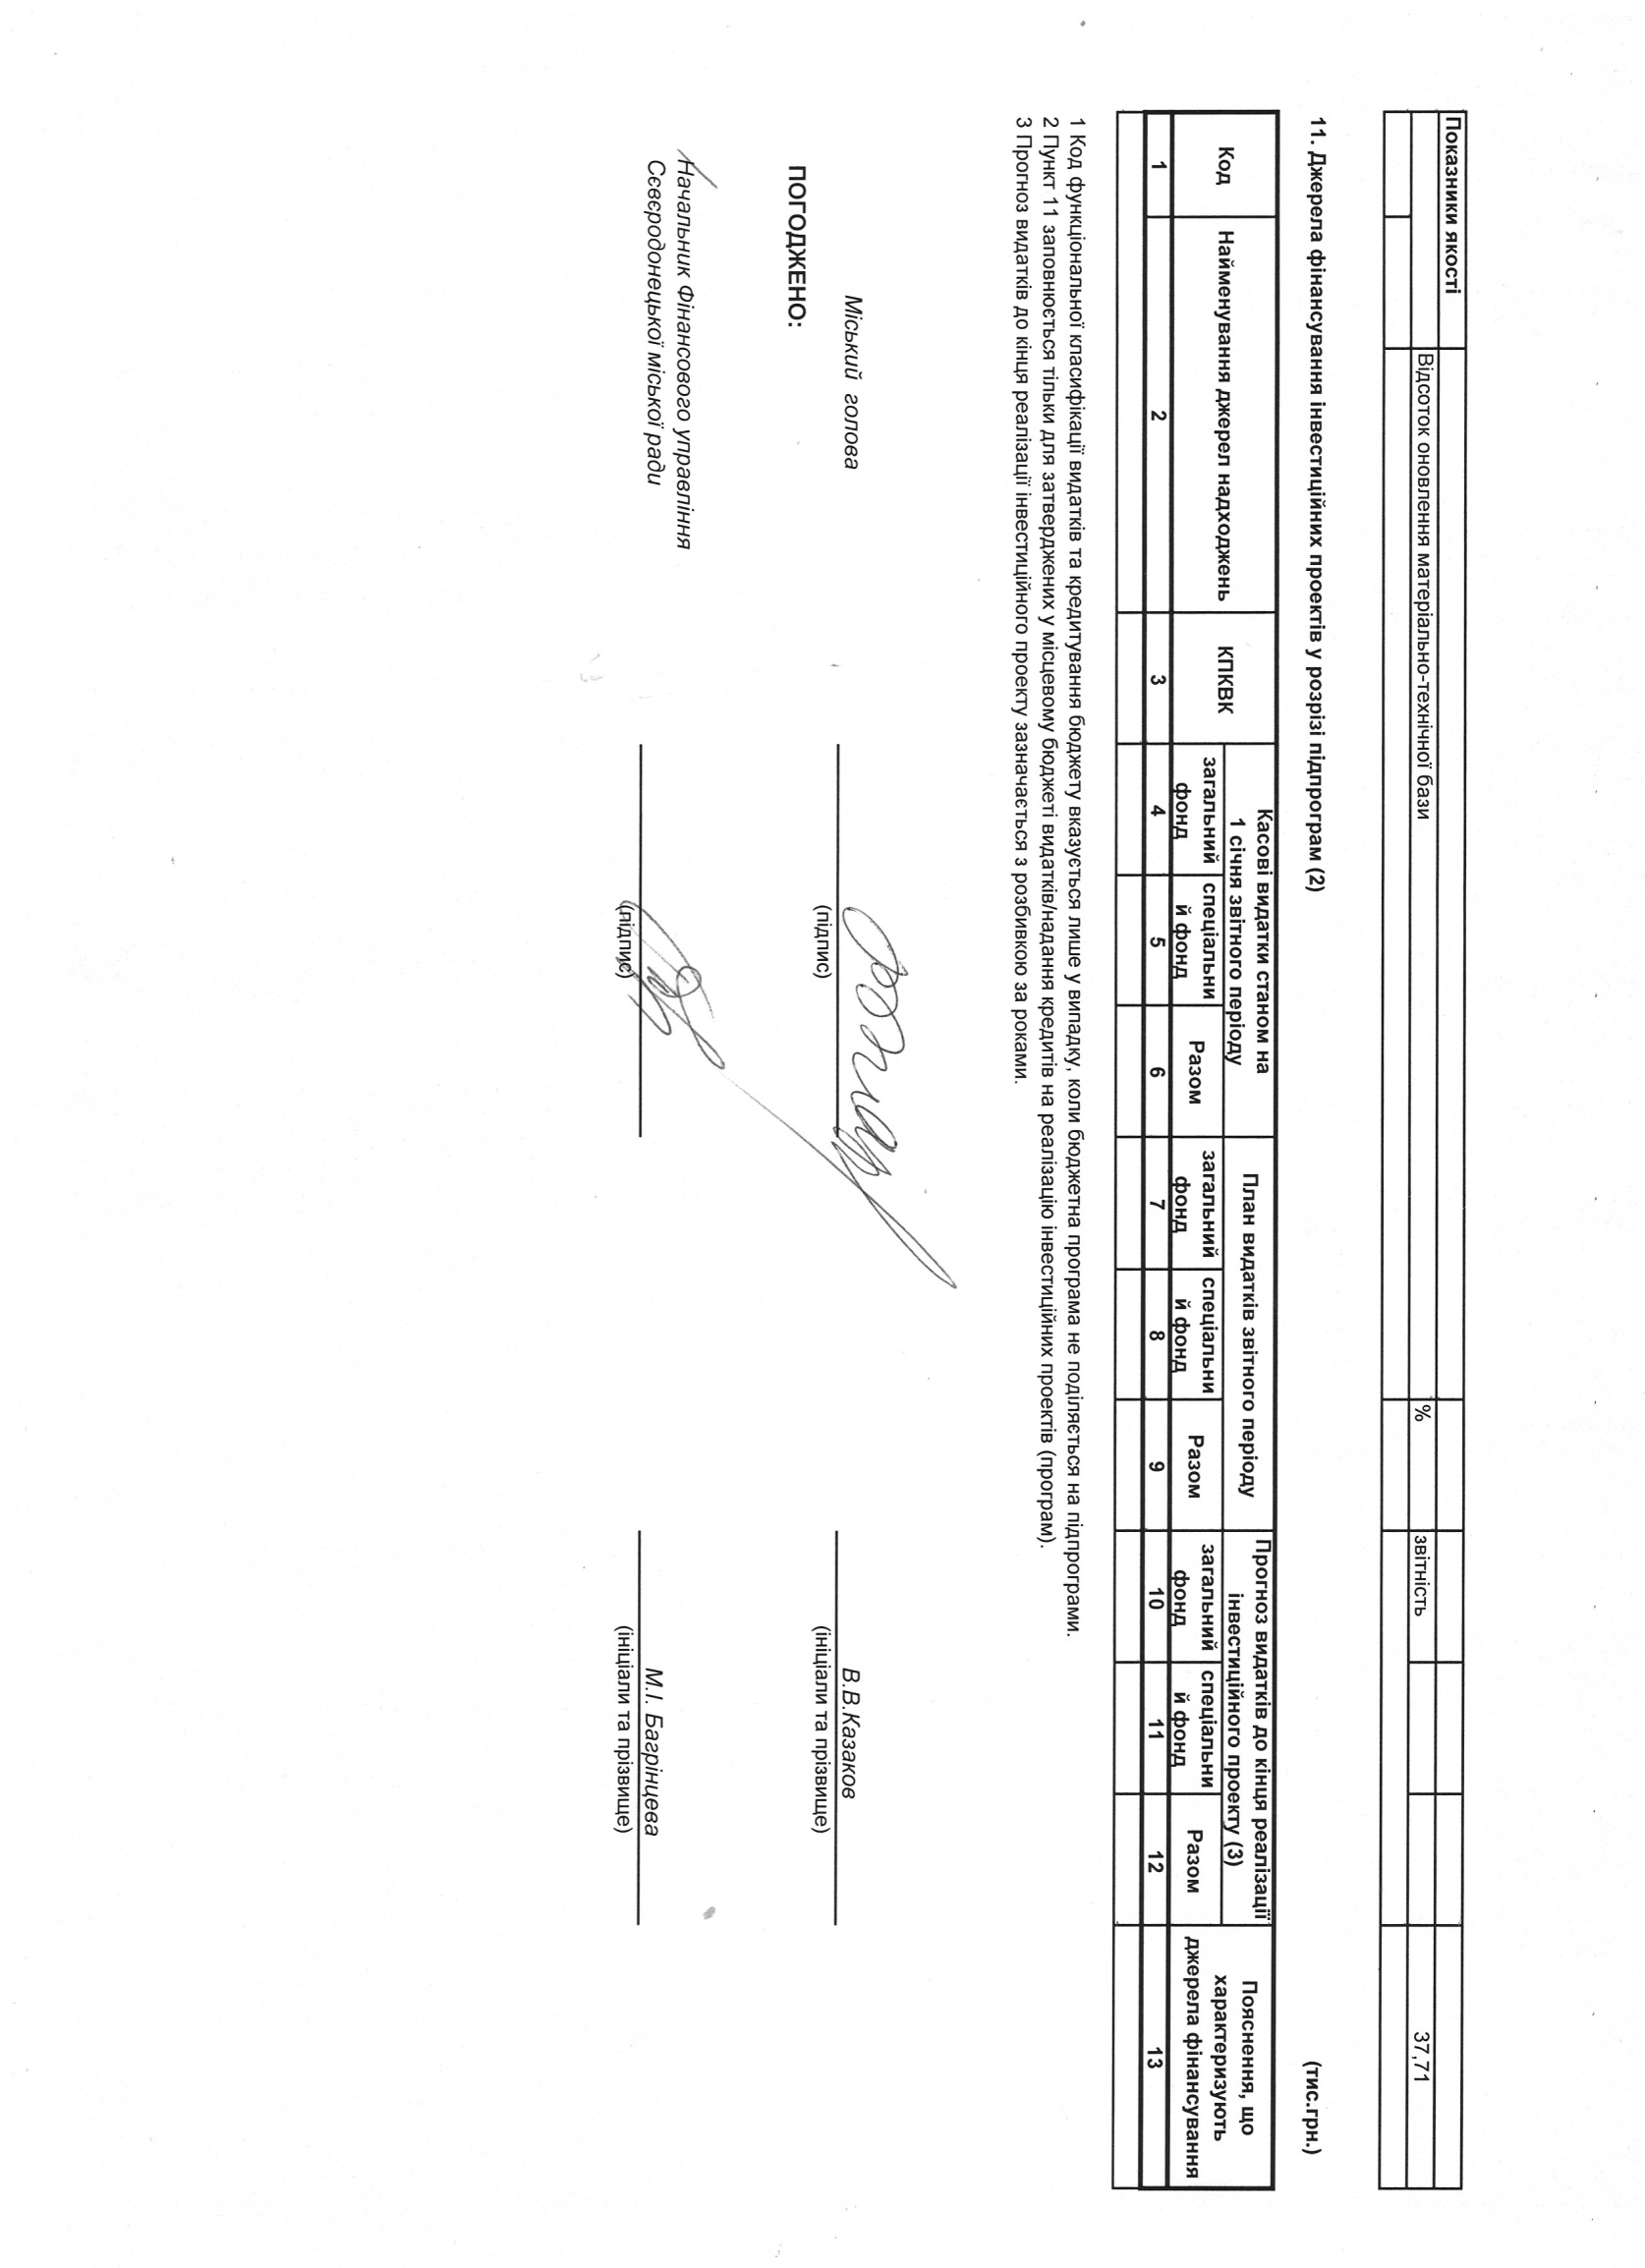 Показники якості
Відсоток оновлення матеріально-технічної бази % звітність 37,71
11. Джерела фінансування інвестиційних проектів у розрізі підпрограм (2)
(тис.грн.)
Код
Найменування джерел надходжень
КПКВК
Касові видатки станом на
1 січня звітного періоду
План видатків звітного періоду
Прогноз видатків до кінця реалізації
інвестиційного проекту (3)
Пояснення, що
характеризують
джерела фінансування
загальний
фонд
спеціальни
й фонд
Разом
загальний
фонд
спеціальни
й фонд
Разом
загальний
фонд
спеціальни
й фонд
Разом
1 2 3 4 5 6 7 8 9 10 11 12 13
1 Код функціональної класифікації видатків та кредитування бюджету вказується лише у випадку, коли бюджетна програма не поділяється на підпрограми.
2 Пункт 11 заповнюється тільки для затверджених у місцевому бюджеті видатків/надання кредитів на реалізацію інвестиційних проектів (програм).
3 Прогноз видатків до кінця реалізації інвестиційного проекту зазначається з розбивкою за роками.
Міський голова В.В.Казаков
(підпис) (ініціали та прізвище)
ПОГОДЖЕНО:
Начальник Фінансового управління
Сєвєродонецької міської ради М.І. Багрінцева
(підпис) (ініціали та прізвище)